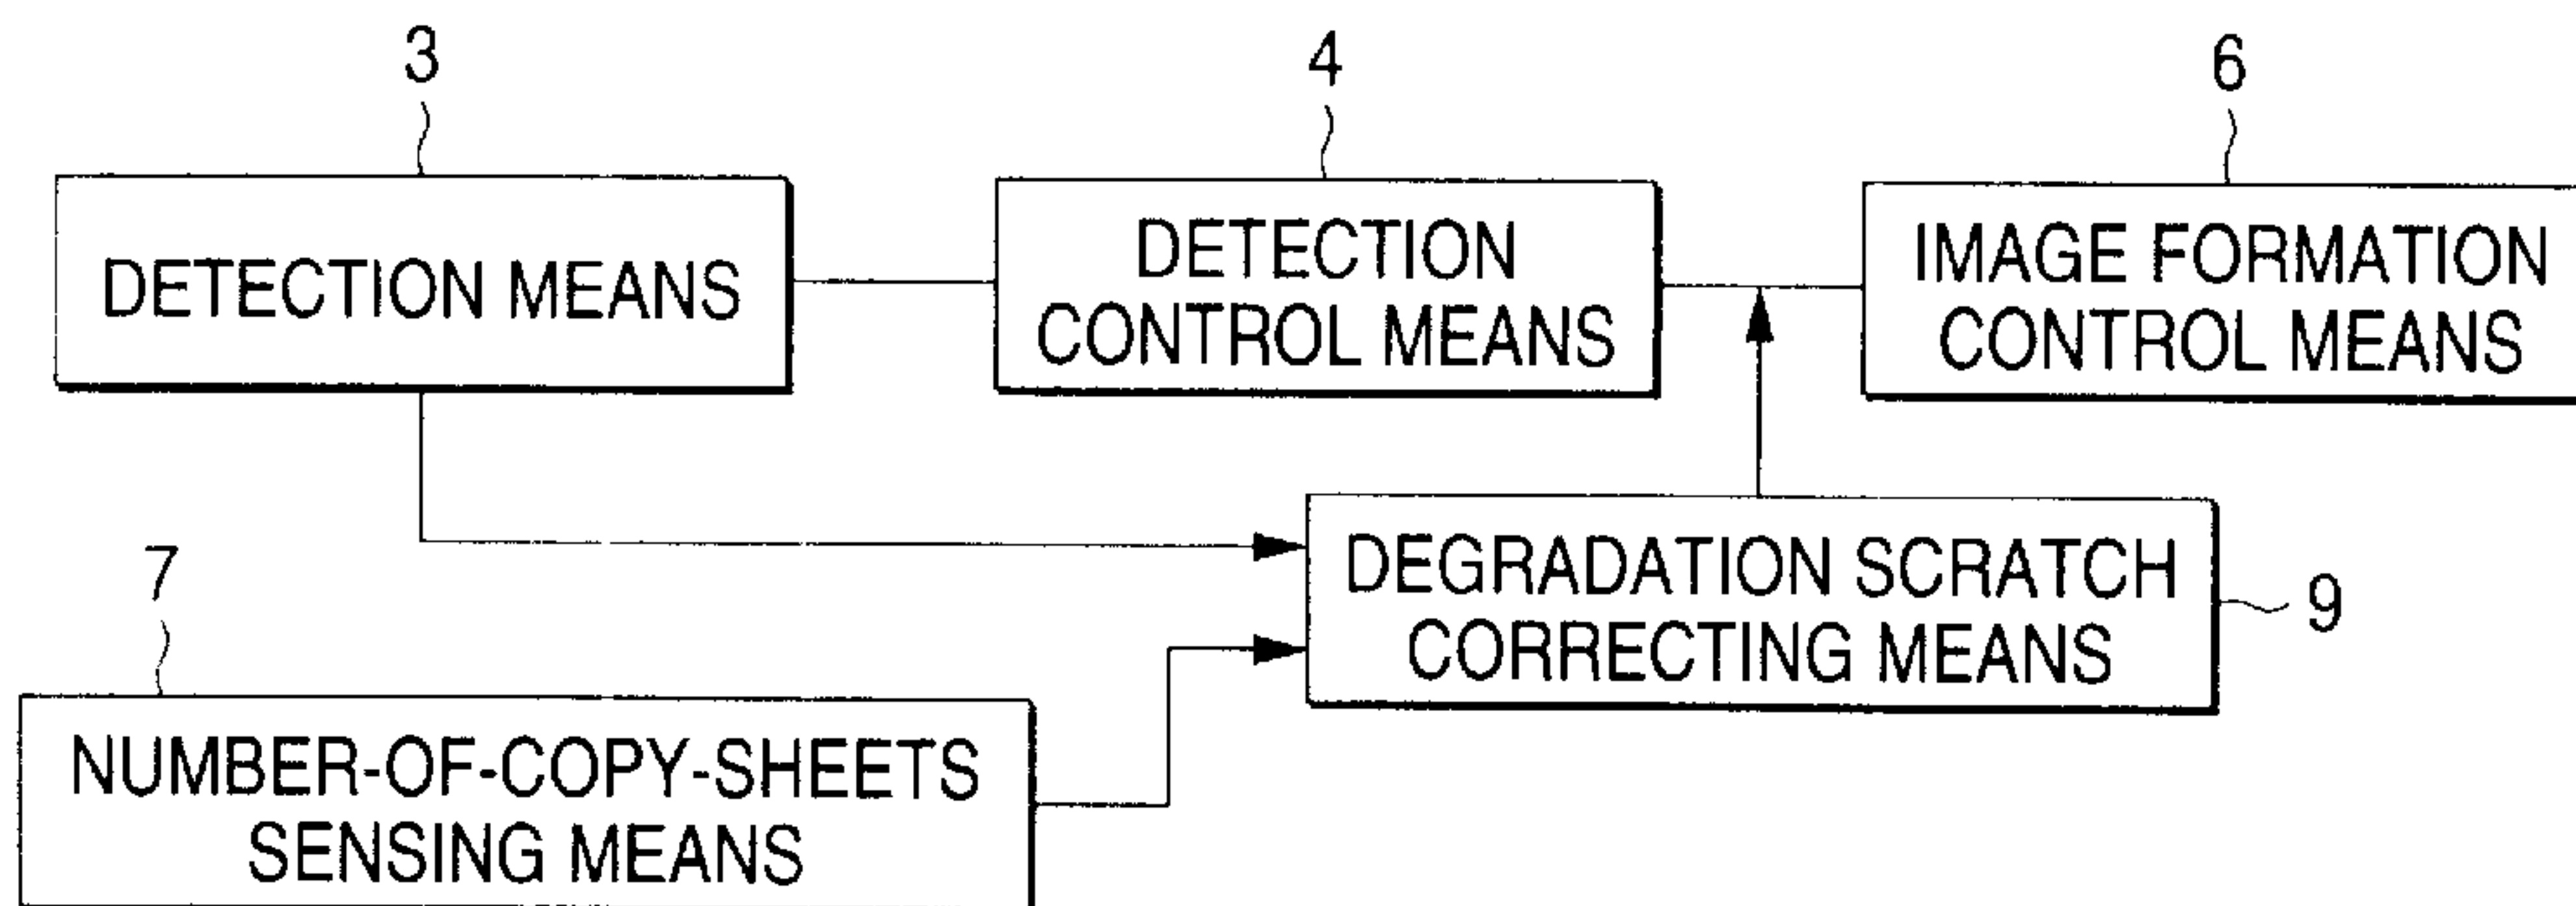 3
4
6
DETECTION MEANS
DETECTION
CONTROL MEANS
IMAGE FORMATION
CONTROL MEANS
7
DEGRADATION SCRATCH
CORRECTING MEANS
9
NUMBER-OF-COPY-SHEETS
SENSING MEANS